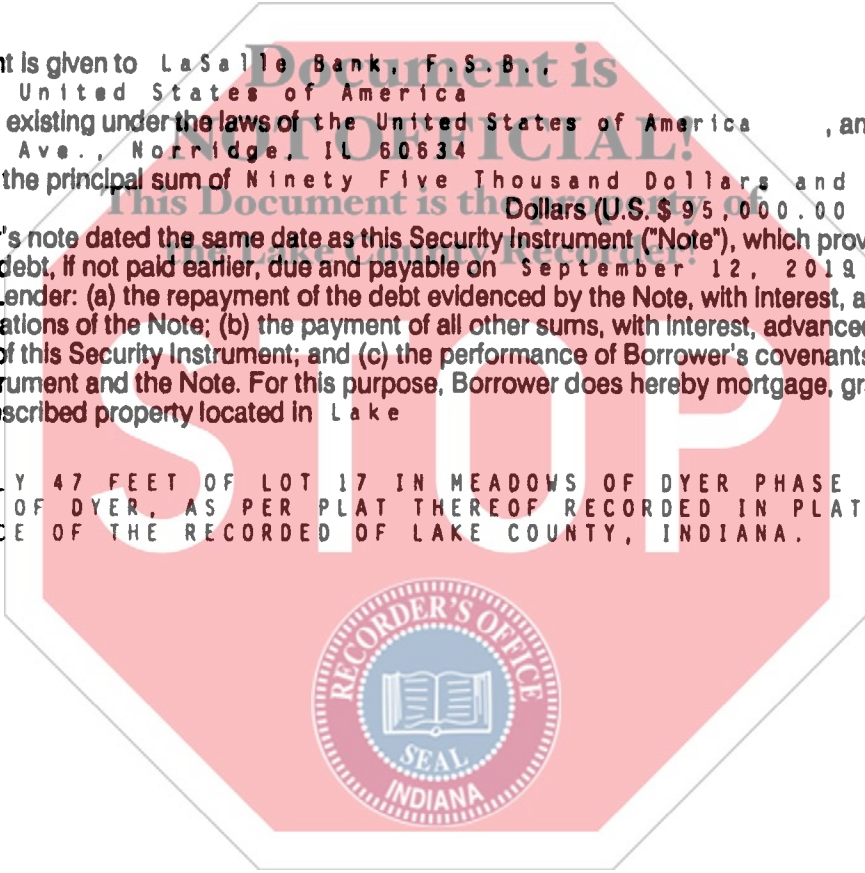 nt is given to LaSalle Bank, F.S.B.,
United States of America
existing under the laws of the United States of America , an
Ave., Norridge, IL 60634
the principal sum of Ninety Five Thousand Dollars and
Dollars (U.S. $ 95,000.00
r's note dated the same date as this Security Instrument ("Note"), which prov
debt, if not paid earlier, due and payable on September 12, 2019
ender: (a) the repayment of the debt evidenced by the Note, with interest, a
ations of the Note; (b) the payment of all other sums, with interest, advanced
of this Security Instrument; and (c) the performance of Borrower's covenants
rument and the Note. For this purpose, Borrower does hereby mortgage, gr
scribed property located in Lake
Y 47 FEET OF LOT 17 IN MEADOWS OF DYER PHASE
OF DYER, AS PER PLAT THEREOF RECORDED IN PLAT
CE OF THE RECORDED OF LAKE COUNTY, INDIANA.
Document is
NOT OFFICIAL!
This Document is the property of
the Lake County Recorder!
STOP
RECORDER'S OFFICE
SEAL
INDIANA